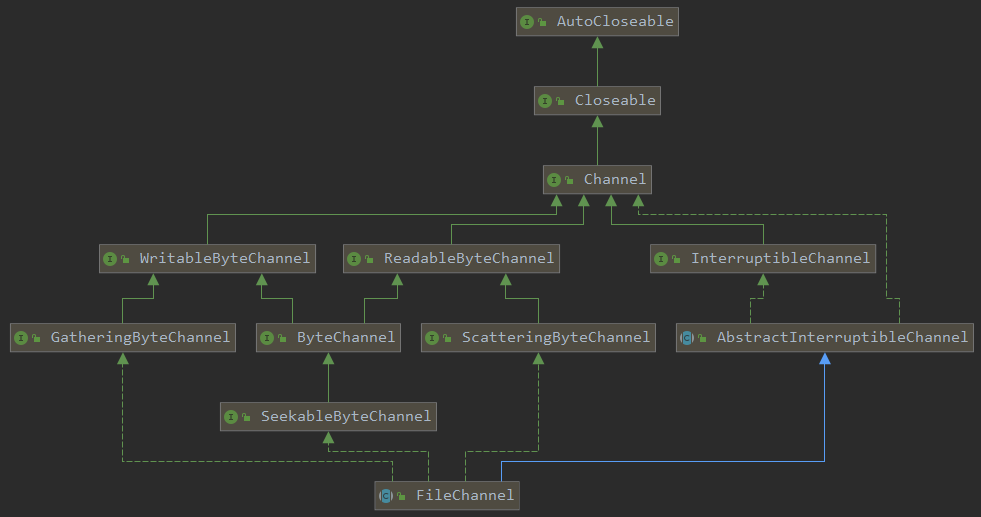 AutoCloseable
Closeable
Channel
WritableByteChannel
ReadableByteChannel
InterruptibleChannel
GatheringByteChannel
ByteChannel
ScatteringByteChannel
AbstractInterruptibleChannel
SeekableByteChannel
FileChannel